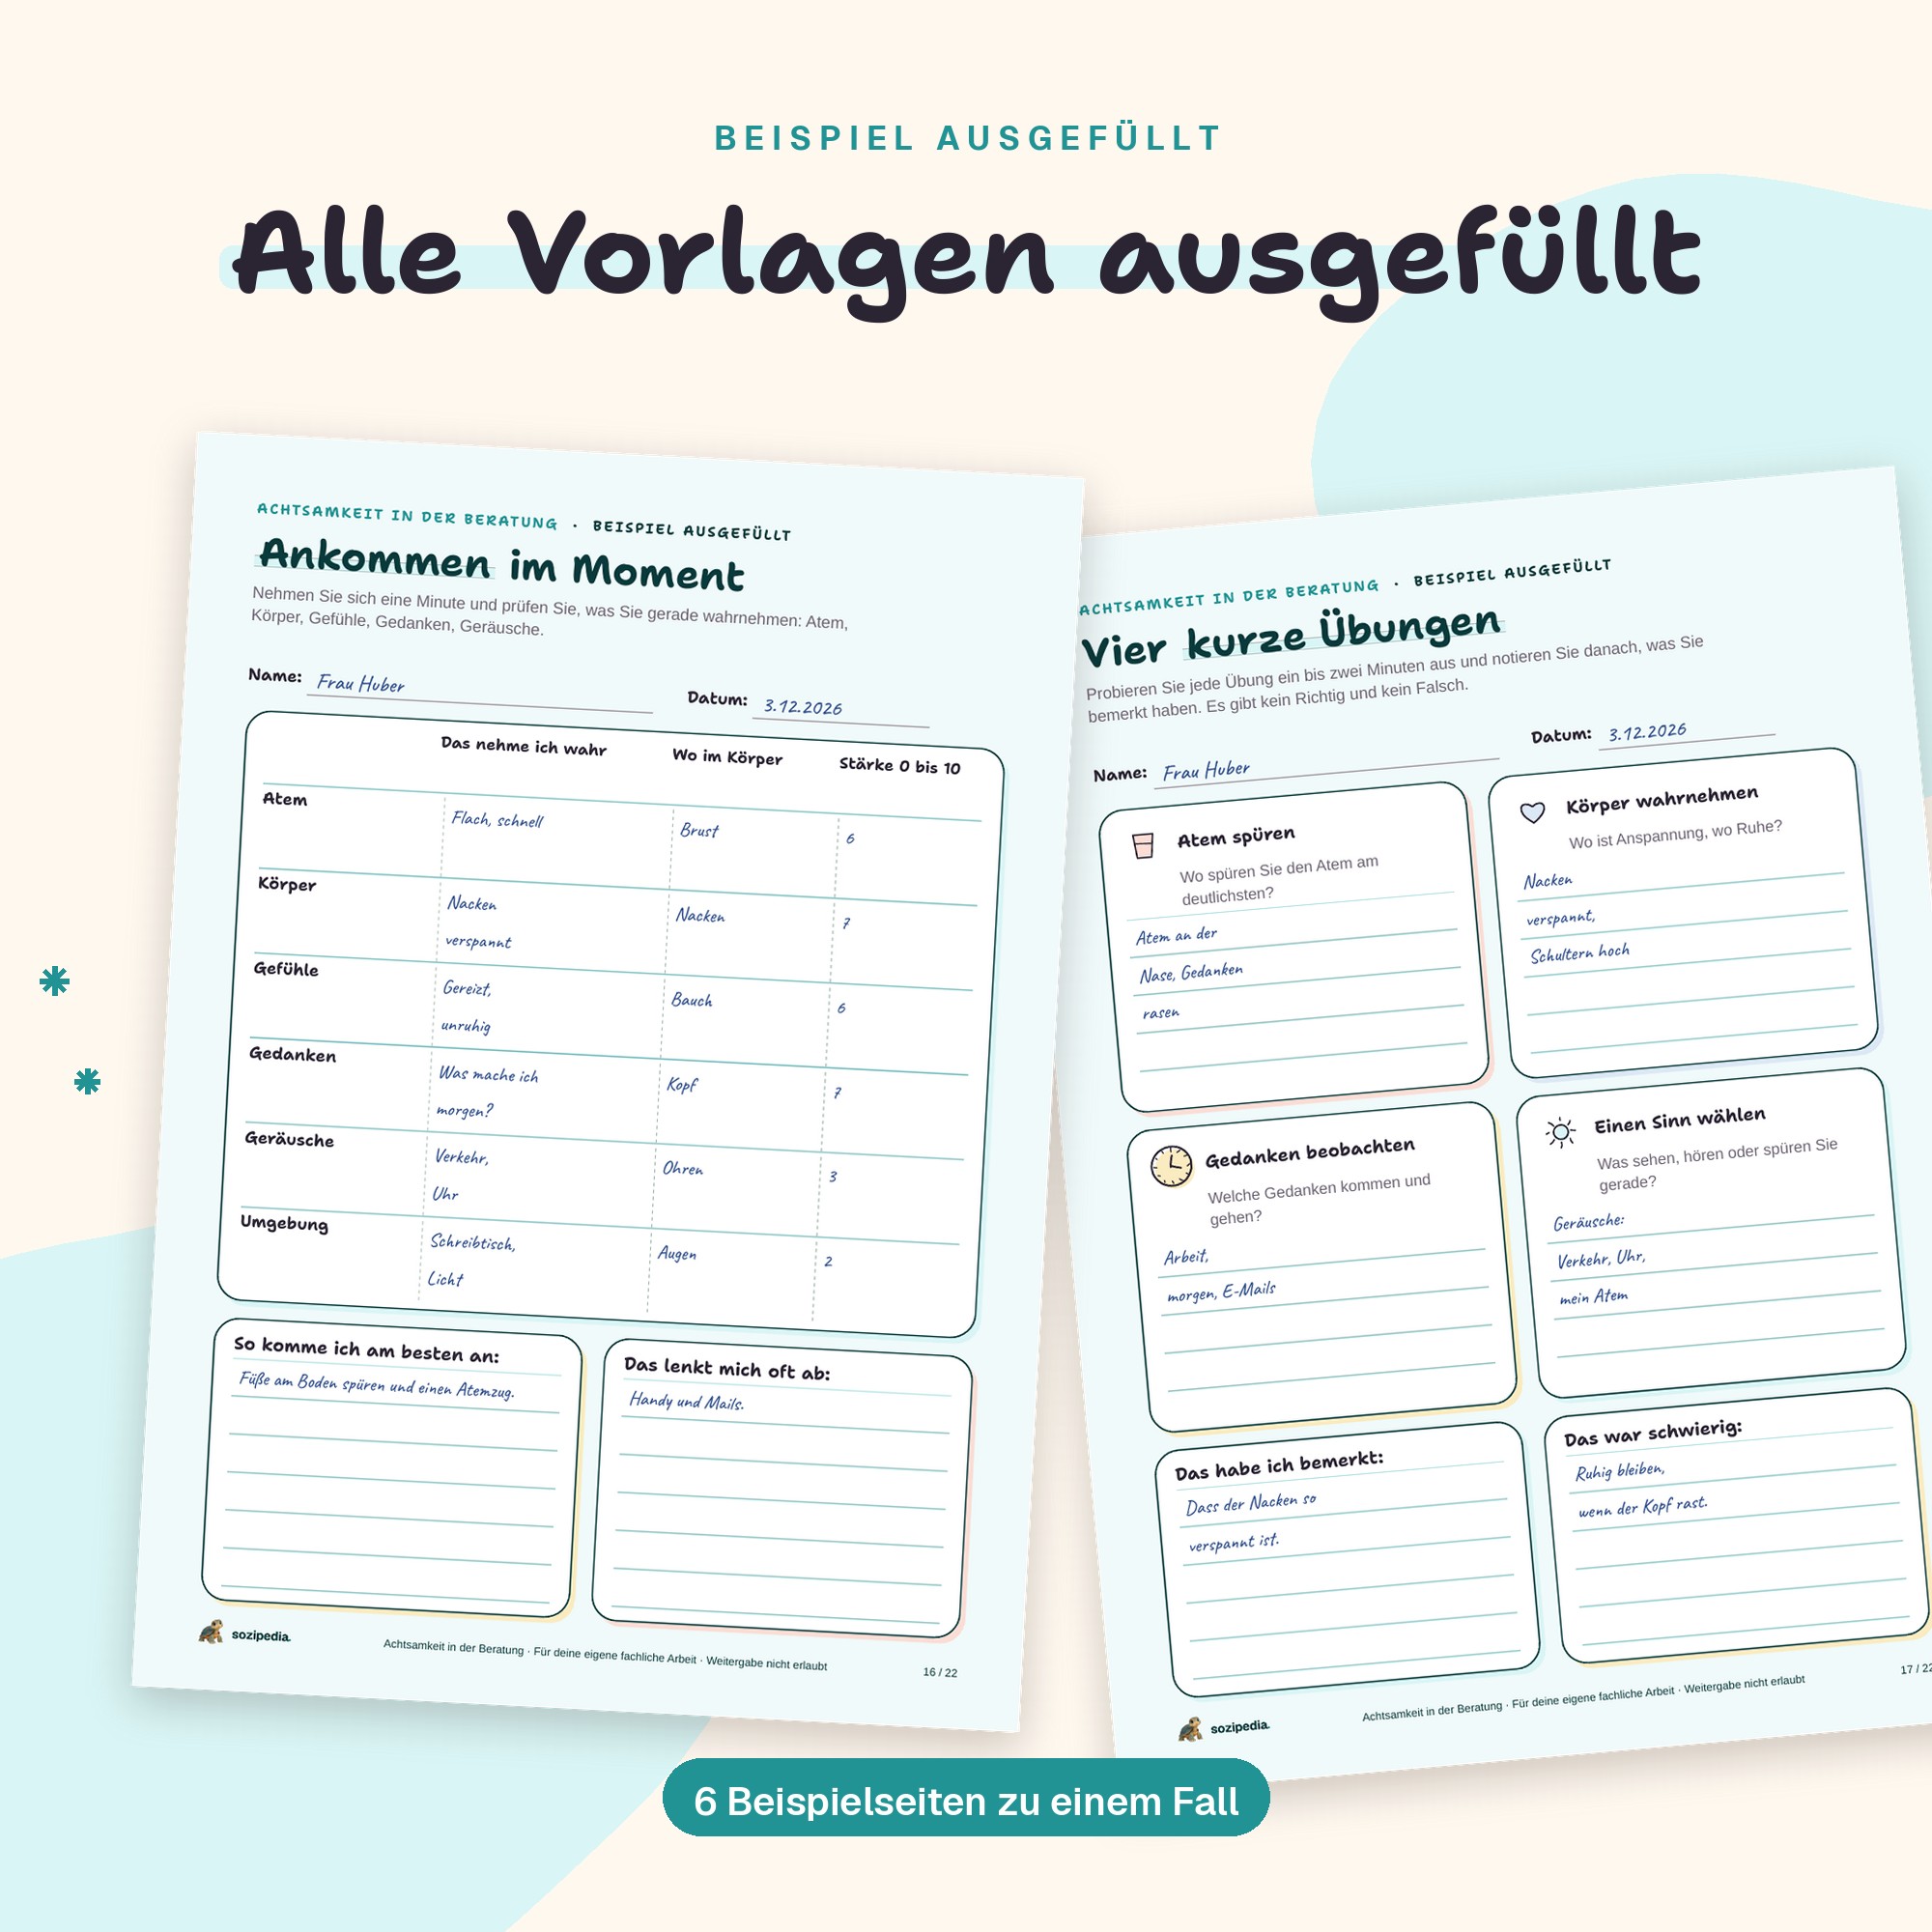 BEISPIEL AUSGEFÜLLT
Alle Vorlagen ausgefüllt
ACHTSAMKEIT IN DER BERATUNG · BEISPIEL AUSGEFÜLLT
Ankommen im Moment
Nehmen Sie sich eine Minute und prüfen Sie, was Sie gerade wahrnehmen: Atem,
Körper, Gefühle, Gedanken, Geräusche.
Name: Frau Huber Datum: 3.12.2026
Das nehme ich wahr Wo im Körper Stärke 0 bis 10
Atem Flach, schnell Brust 6
Körper Nacken Nacken 7
verspannt
Gefühle Gereizt, Bauch 6
unruhig
Gedanken Was mache ich Kopf 7
morgen?
Geräusche Verkehr, Ohren 3
Uhr
Umgebung Schreibtisch, Augen 2
Licht
So komme ich am besten an:
Füße am Boden spüren und einen Atemzug.
Das lenkt mich oft ab:
Handy und Mails.
sozipedia.
Achtsamkeit in der Beratung · Für deine eigene fachliche Arbeit · Weitergabe nicht erlaubt
16 / 22
ACHTSAMKEIT IN DER BERATUNG · BEISPIEL AUSGEFÜLLT
Vier kurze Übungen
Probieren Sie jede Übung ein bis zwei Minuten aus und notieren Sie danach, was Sie
bemerkt haben. Es gibt kein Richtig und kein Falsch.
Name: Frau Huber Datum: 3.12.2026
Atem spüren
Wo spüren Sie den Atem am
deutlichsten?
Atem an der
Nase, Gedanken
rasen
Körper wahrnehmen
Wo ist Anspannung, wo Ruhe?
Nacken
verspannt,
Schultern hoch
Gedanken beobachten
Welche Gedanken kommen und
gehen?
Arbeit,
morgen, E-Mails
Einen Sinn wählen
Was sehen, hören oder spüren Sie
gerade?
Geräusche:
Verkehr, Uhr,
mein Atem
Das habe ich bemerkt:
Dass der Nacken so
verspannt ist.
Das war schwierig:
Ruhig bleiben,
wenn der Kopf rast.
sozipedia.
Achtsamkeit in der Beratung · Für deine eigene fachliche Arbeit · Weitergabe nicht erlaubt
17 / 22
6 Beispielseiten zu einem Fall